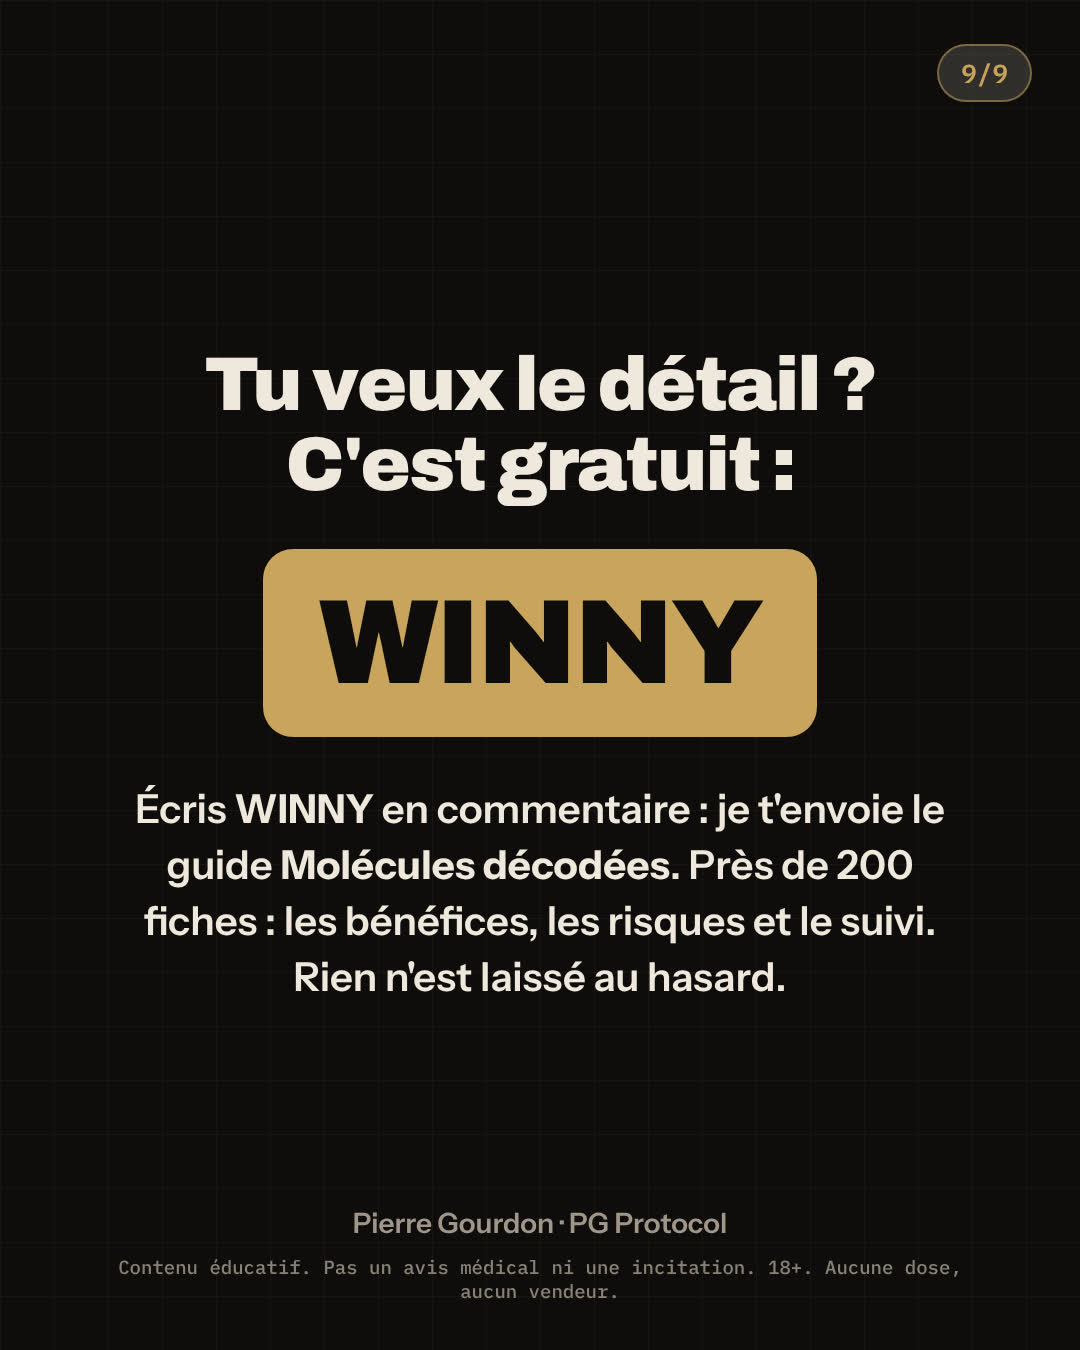 9/9
Tu veux le détail ?
C'est gratuit :
WINNY
Écris WINNY en commentaire : je t'envoie le
guide Molécules décodées. Près de 200
fiches : les bénéfices, les risques et le suivi.
Rien n'est laissé au hasard.
Pierre Gourdon · PG Protocol
Contenu éducatif. Pas un avis médical ni une incitation. 18+. Aucune dose,
aucun vendeur.